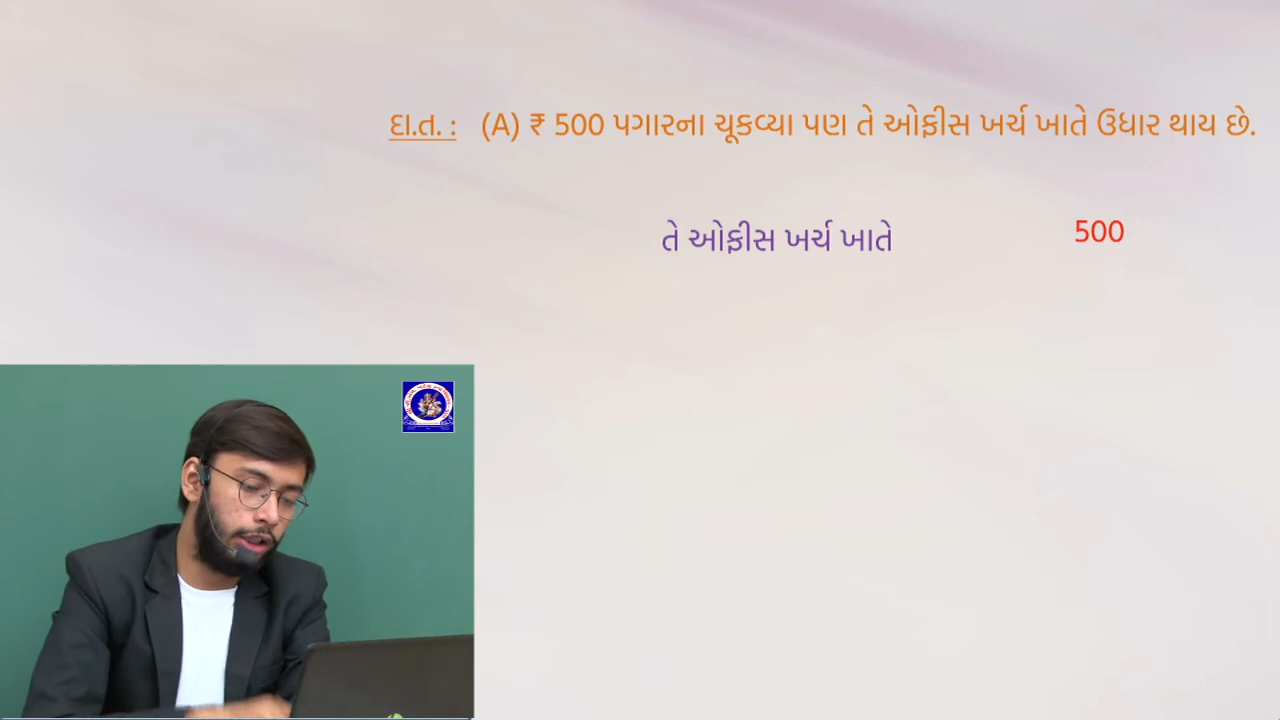 દા.ત. : (A) ₹ 500 પગારના ચૂકવ્યા પણ તે ઓફીસ ખર્ચ ખાતે ઉધાર થાય છે.
તે ઓફીસ ખર્ચ ખાતે 500